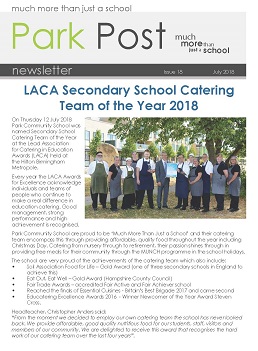 much more than just a school
Park Post
much
more than
just a school
newsletter
Issue 18
July 2018
LACA Secondary School Catering
Team of the Year 2018
On Thursday 12 July 2018
Park Community School was
named Secondary School
Catering Team of the Year
at the Lead Association
for Catering in Education
Awards (LACA) held at
the Hilton Birmingham
Metropole.
Every year the LACA Awards
for Excellence acknowledge
individuals and teams of
people who continue to
make a real difference in
education catering. Good
management, strong
performance and high
achievement is recognised.
Park Community School are proud to be "Much More Than Just a School" and their catering
team encompass this through providing affordable, quality food throughout the year including
Christmas Day. Catering from nursery through to retirement, their passion shines through in
providing free meals for their community through the MUNCH programme in the school holidays.
The school are very proud of the achievements of the catering team which also include:
• Soil Association Food for Life – Gold Award (one of three secondary schools in England to
achieve this)
• Eat Out, Eat Well – Gold Award (Hampshire County Council)
• Fair Trade Awards – accredited Fair Active and Fair Achiever school
• Reached the finals of Essential Cuisines - Britain's Best Brigade 2017 and came second
• Educatering Excellence Awards 2016 - Winner Newcomer of the Year Award Steven
Cross.
Headteacher, Christopher Anders said:
"From the moment we decided to employ our own catering team the school has never looked
back. We provide affordable, good quality nutritious food for our students, staff, visitors and
members of our community. We are delighted to receive this award that recognises the hard
work of our catering team over the last four years".